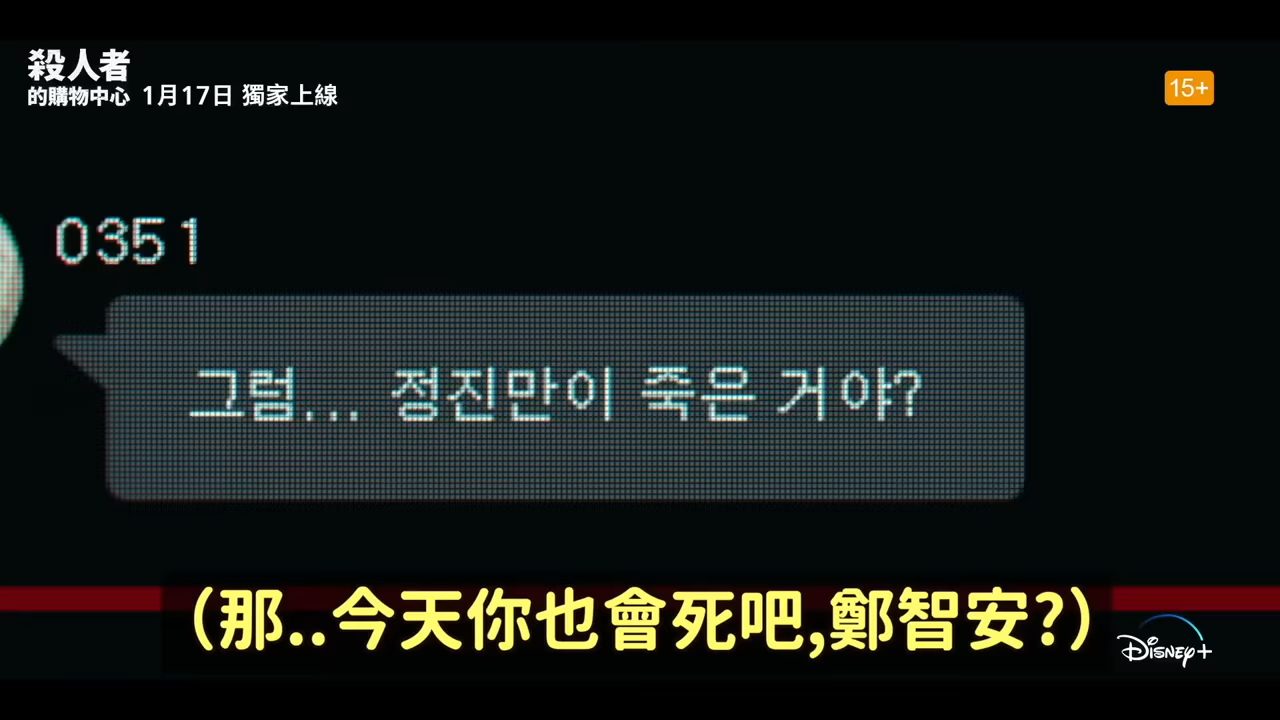 殺人者
的購物中心 1月17日 獨家上線
15+
0351
그럼... 정진만이 죽은 거야?
(那..今天你也會死吧,鄭智安?)
Disney+